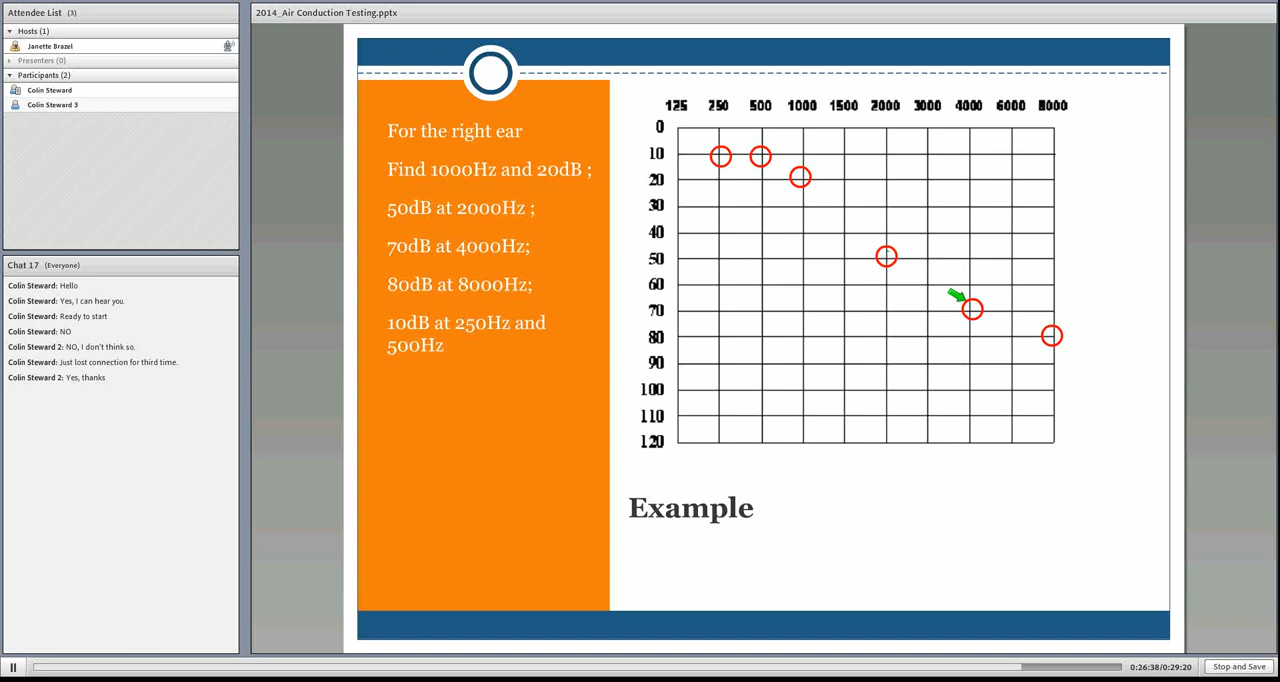 Attendee List (3)
Hosts (1)
Janette Brazel
Presenters (0)
Participants (2)
Colin Steward
Colin Steward 3
Chat 17 (Everyone)
Colin Steward: Hello
Colin Steward: Yes, I can hear you.
Colin Steward: Ready to start
Colin Steward: NO
Colin Steward 2: NO, I don't think so.
Colin Steward: Just lost connection for third time.
Colin Steward 2: Yes, thanks
2014_Air Conduction Testing.pptx
For the right ear
Find 1000Hz and 20dB ;
50dB at 2000Hz ;
70dB at 4000Hz;
80dB at 8000Hz;
10dB at 250Hz and
500Hz
125 250 500 1000 1500 2000 3000 4000 6000 8000
0
10
20
30
40
50
60
70
80
90
100
110
120
Example
0:26:38/0:29:20
Stop and Save